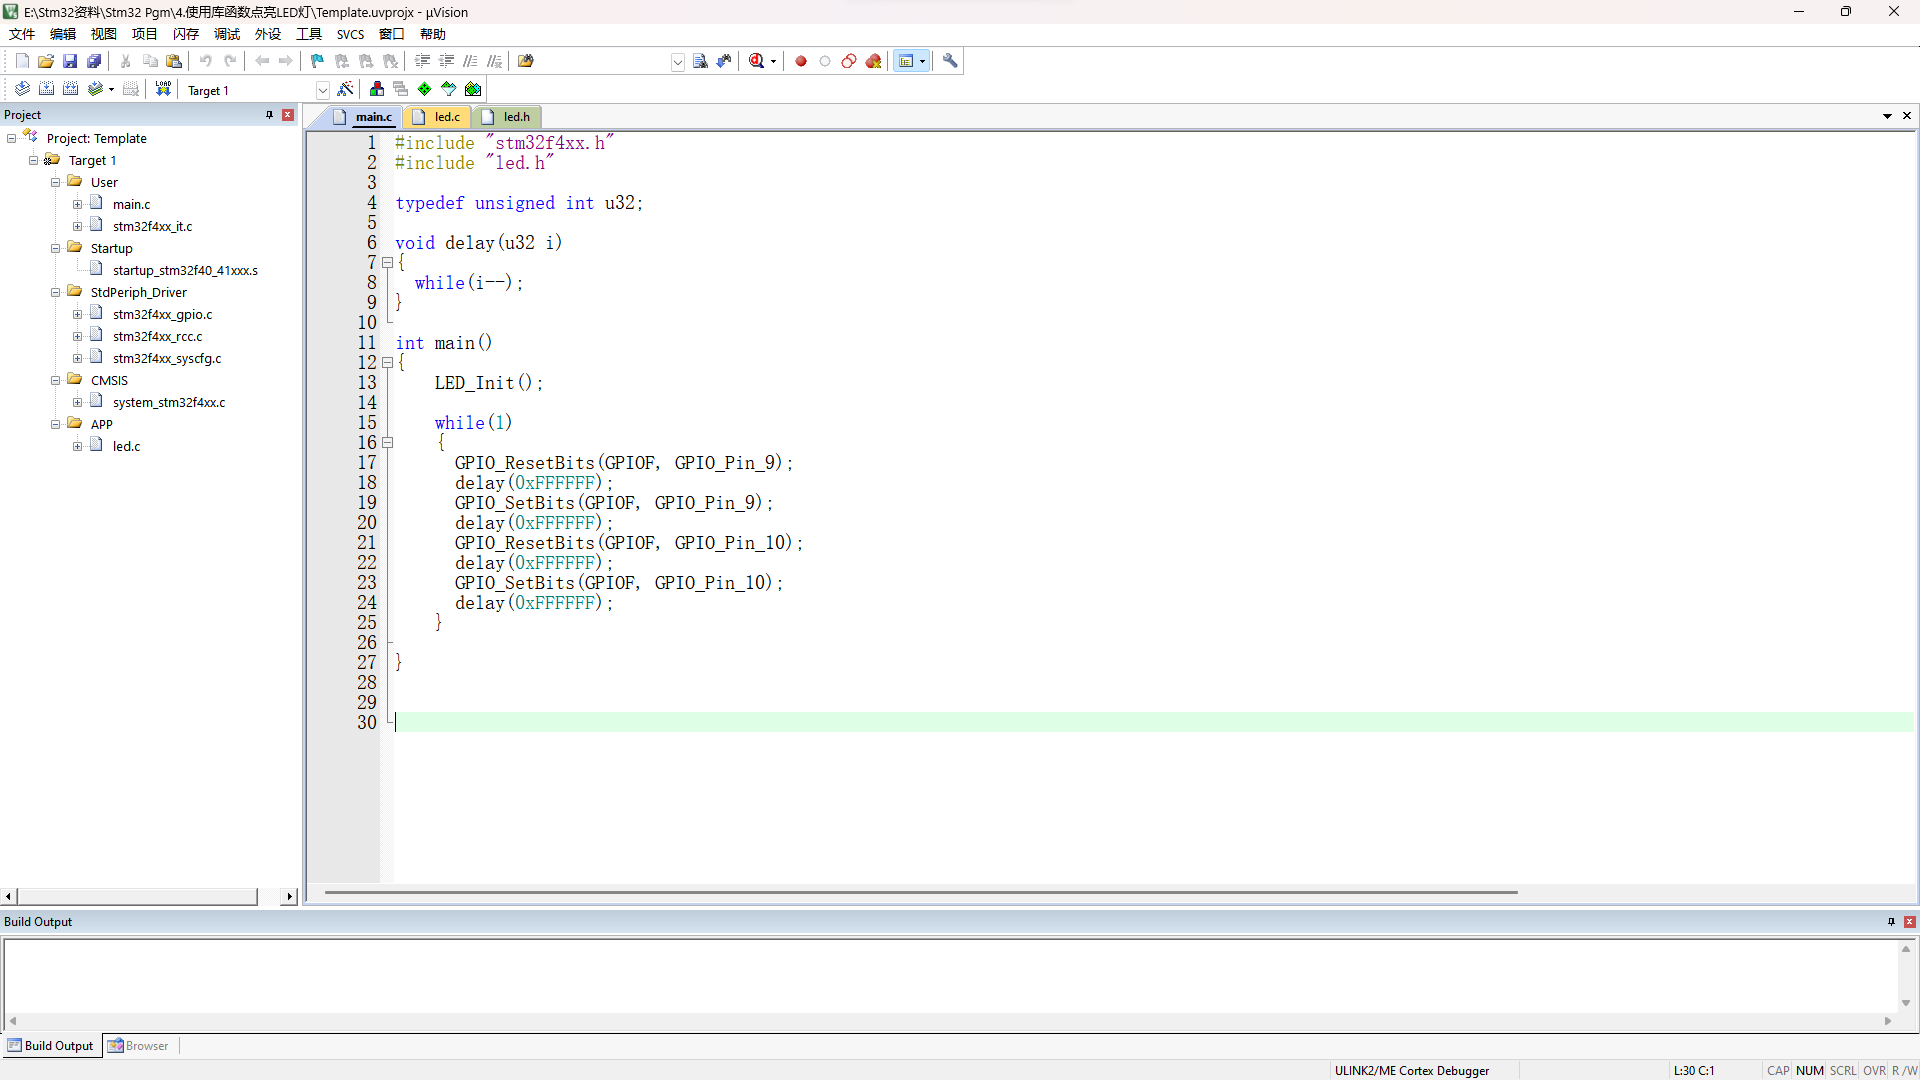 E:\Stm32资料\Stm32 Pgm\4.使用库函数点亮LED灯\Template.uvprojx - µVision
文件 编辑 视图 项目 闪存 调试 外设 工具 SVCS 窗口 帮助
LOAD Target 1
Project
Project: Template
Target 1
User
main.c
stm32f4xx_it.c
Startup
startup_stm32f40_41xxx.s
StdPeriph_Driver
stm32f4xx_gpio.c
stm32f4xx_rcc.c
stm32f4xx_syscfg.c
CMSIS
system_stm32f4xx.c
APP
led.c
main.c led.c led.h
1 #include "stm32f4xx.h"
2 #include "led.h"
3
4 typedef unsigned int u32;
5
6 void delay(u32 i)
7 {
8 while(i--);
9 }
10
11 int main()
12 {
13 LED_Init();
14
15 while(1)
16 {
17 GPIO_ResetBits(GPIOF, GPIO_Pin_9);
18 delay(0xFFFFFF);
19 GPIO_SetBits(GPIOF, GPIO_Pin_9);
20 delay(0xFFFFFF);
21 GPIO_ResetBits(GPIOF, GPIO_Pin_10);
22 delay(0xFFFFFF);
23 GPIO_SetBits(GPIOF, GPIO_Pin_10);
24 delay(0xFFFFFF);
25 }
26
27 }
28
29
30
Build Output
Build Output Browser
ULINK2/ME Cortex Debugger L:30 C:1 CAP NUM SCRL OVR R/W